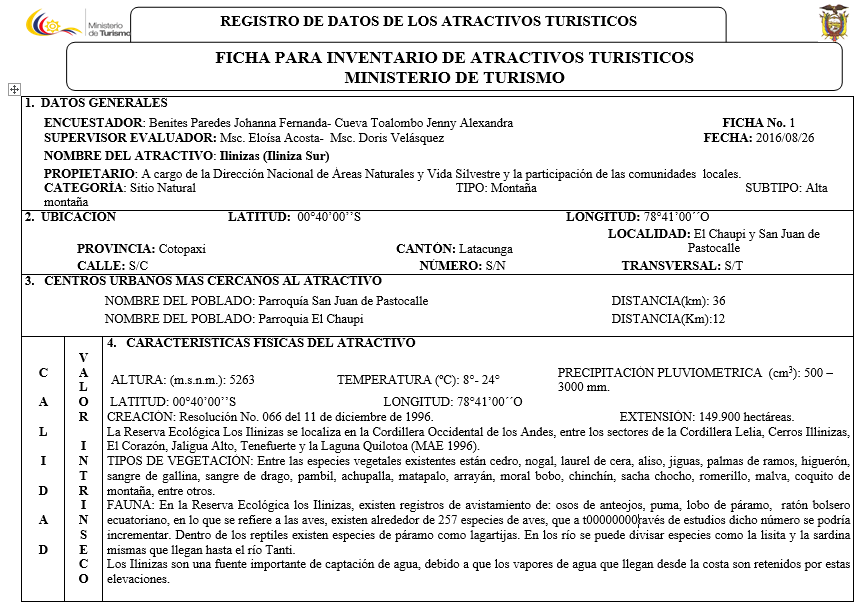 Ministerio
de Turismo
REGISTRO DE DATOS DE LOS ATRACTIVOS TURISTICOS
FICHA PARA INVENTARIO DE ATRACTIVOS TURISTICOS
MINISTERIO DE TURISMO
1. DATOS GENERALES
ENCUESTADOR: Benites Paredes Johanna Fernanda- Cueva Toalombo Jenny Alexandra FICHA No. 1
SUPERVISOR EVALUADOR: Msc. Eloísa Acosta- Msc. Doris Velásquez FECHA: 2016/08/26
NOMBRE DEL ATRACTIVO: Ilinizas (Iliniza Sur)
PROPIETARIO: A cargo de la Dirección Nacional de Áreas Naturales y Vida Silvestre y la participación de las comunidades locales.
CATEGORÍA: Sitio Natural TIPO: Montaña SUBTIPO: Alta
montaña
2. UBICACIÓN LATITUD: 00°40’00’’S LONGITUD: 78°41’00´´O
LOCALIDAD: El Chaupi y San Juan de
PROVINCIA: Cotopaxi CANTÓN: Latacunga Pastocalle
CALLE: S/C NÚMERO: S/N TRANSVERSAL: S/T
3. CENTROS URBANOS MAS CERCANOS AL ATRACTIVO
NOMBRE DEL POBLADO: Parroquía San Juan de Pastocalle DISTANCIA(km): 36
NOMBRE DEL POBLADO: Parroquia El Chaupi DISTANCIA(Km):12
CALIDAD
VALOR INTRINSECO
4. CARACTERÍSTICAS FÍSICAS DEL ATRACTIVO
ALTURA: (m.s.n.m.): 5263 TEMPERATURA (ºC): 8°- 24° PRECIPITACIÓN PLUVIOMETRICA (cm3): 500 –
3000 mm.
LATITUD: 00°40’00’’S LONGITUD: 78°41’00´´O
CREACIÓN: Resolución No. 066 del 11 de diciembre de 1996. EXTENSIÓN: 149.900 hectáreas.
La Reserva Ecológica Los Ilinizas se localiza en la Cordillera Occidental de los Andes, entre los sectores de la Cordillera Lelia, Cerros Illinizas,
El Corazón, Jaligua Alto, Tenefuerte y la Laguna Quilotoa (MAE 1996).
TIPOS DE VEGETACIÓN: Entre las especies vegetales existentes están cedro, nogal, laurel de cera, aliso, jiguas, palmas de ramos, higuerón,
sangre de gallina, sangre de drago, pambil, achupalla, matapalo, arrayán, moral bobo, chinchín, sacha chocho, romerillo, malva, coquito de
montaña, entre otros.
FAUNA: En la Reserva Ecológica los Ilinizas, existen registros de avistamiento de: osos de anteojos, puma, lobo de páramo, ratón bolsero
ecuatoriano, en lo que se refiere a las aves, existen alrededor de 257 especies de aves, que a t00000000ravés de estudios dicho número se podría
incrementar. Dentro de los reptiles existen especies de páramo como lagartijas. En los río se puede divisar especies como la lisita y la sardina
mismas que llegan hasta el río Tanti.
Los Ilinizas son una fuente importante de captación de agua, debido a que los vapores de agua que llegan desde la costa son retenidos por estas
elevaciones.